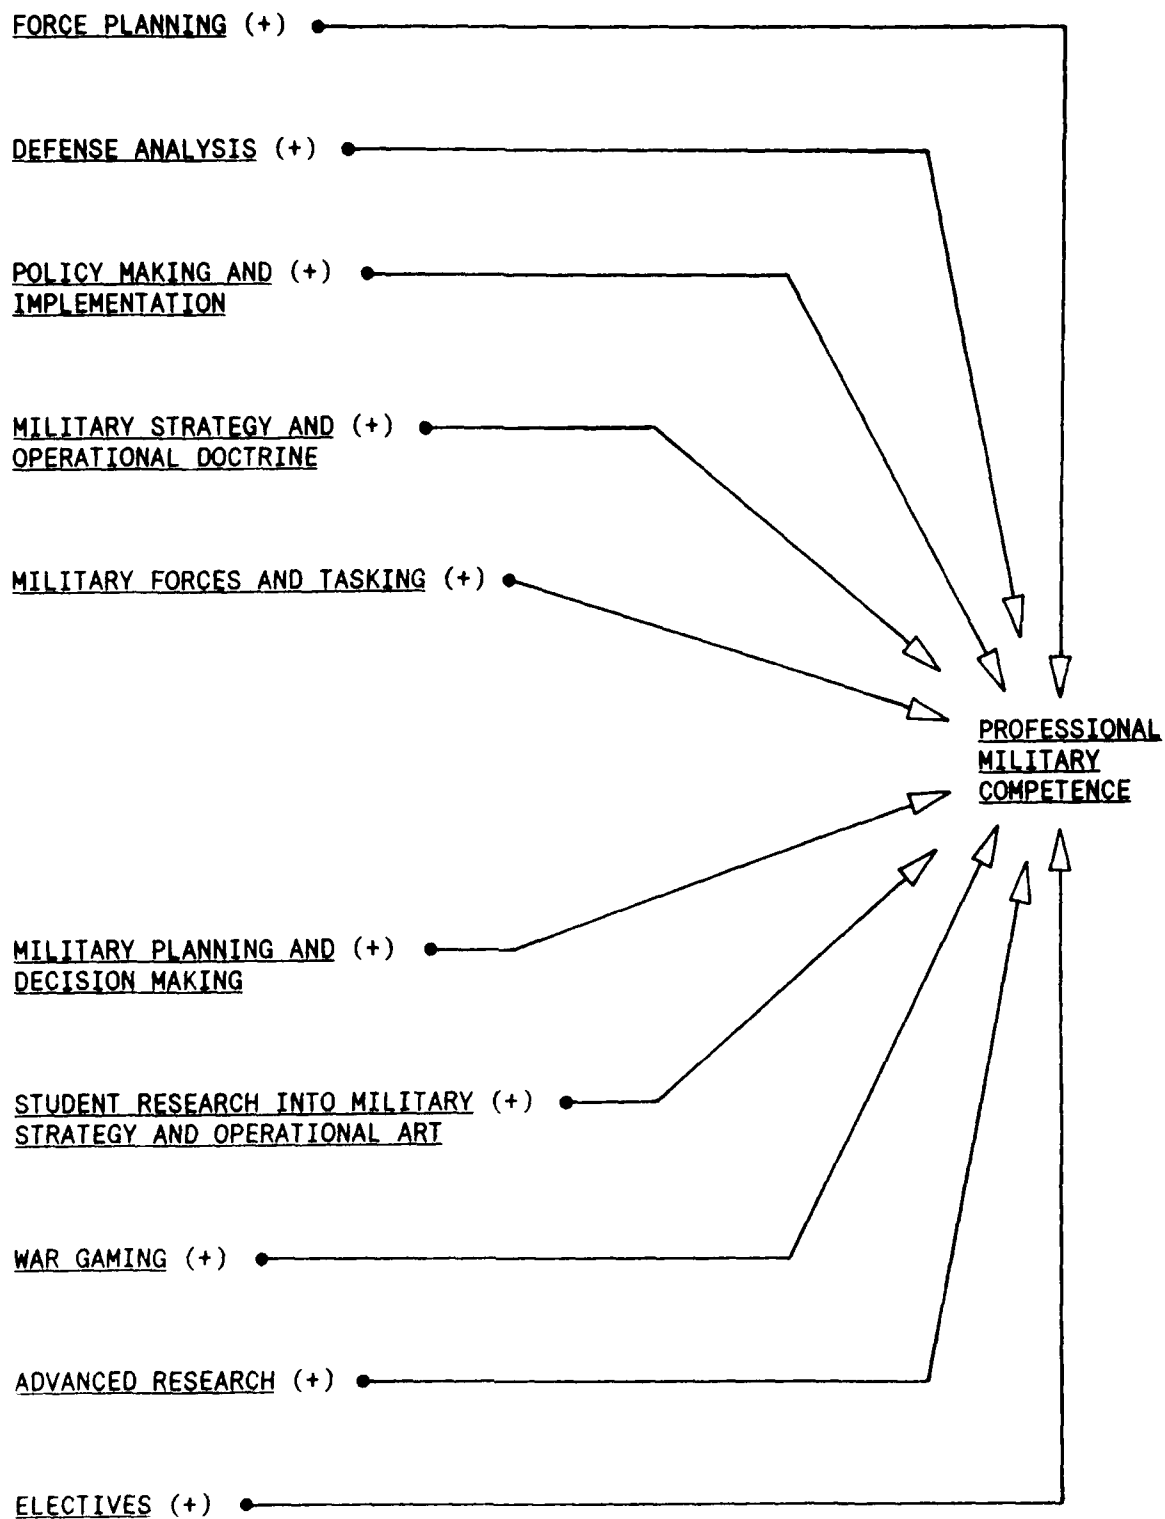 FORCE PLANNING (+)
DEFENSE ANALYSIS (+)
POLICY MAKING AND (+)
IMPLEMENTATION
MILITARY STRATEGY AND (+)
OPERATIONAL DOCTRINE
MILITARY FORCES AND TASKING (+)
PROFESSIONAL
MILITARY
COMPETENCE
MILITARY PLANNING AND (+)
DECISION MAKING
STUDENT RESEARCH INTO MILITARY (+)
STRATEGY AND OPERATIONAL ART
WAR GAMING (+)
ADVANCED RESEARCH (+)
ELECTIVES (+)